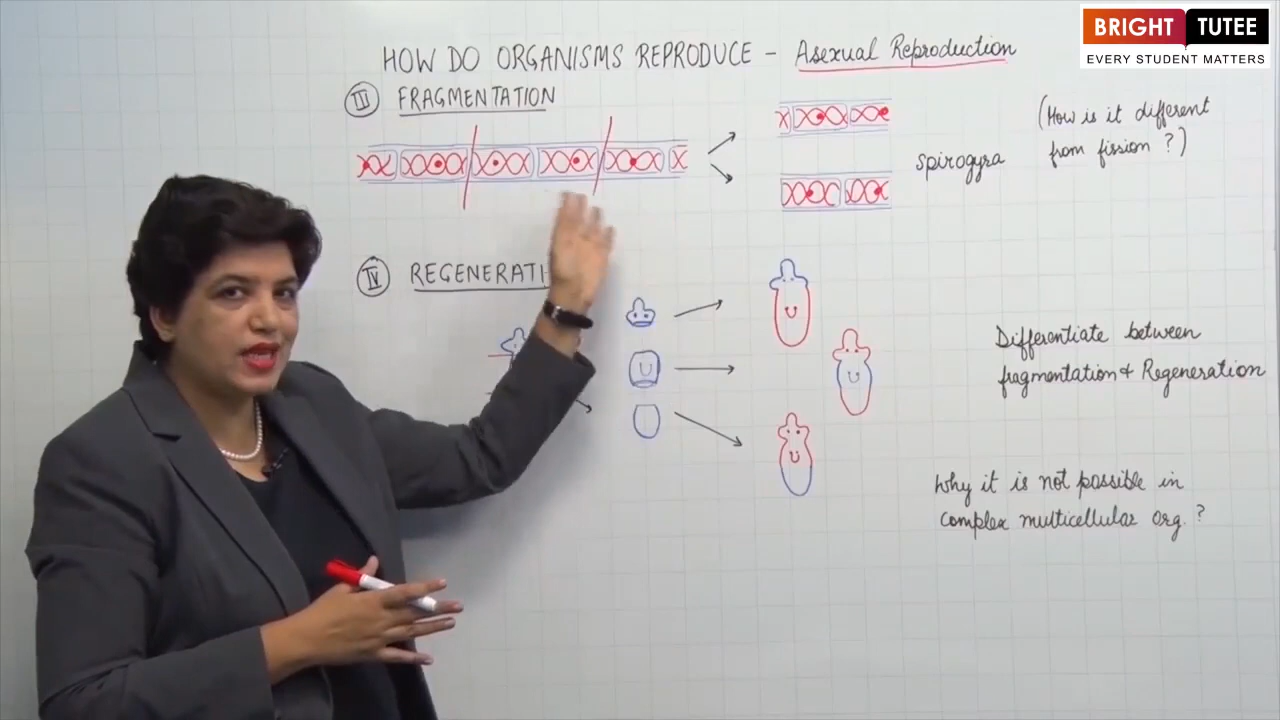 BRIGHT TUTEE
EVERY STUDENT MATTERS
HOW DO ORGANISMS REPRODUCE - Asexual Reproduction
III FRAGMENTATION
Spirogyra
(How is it different
from fission ?)
IV REGENERATI
Differentiate between
fragmentation & Regeneration
Why it is not possible in
complex multicellular org. ?